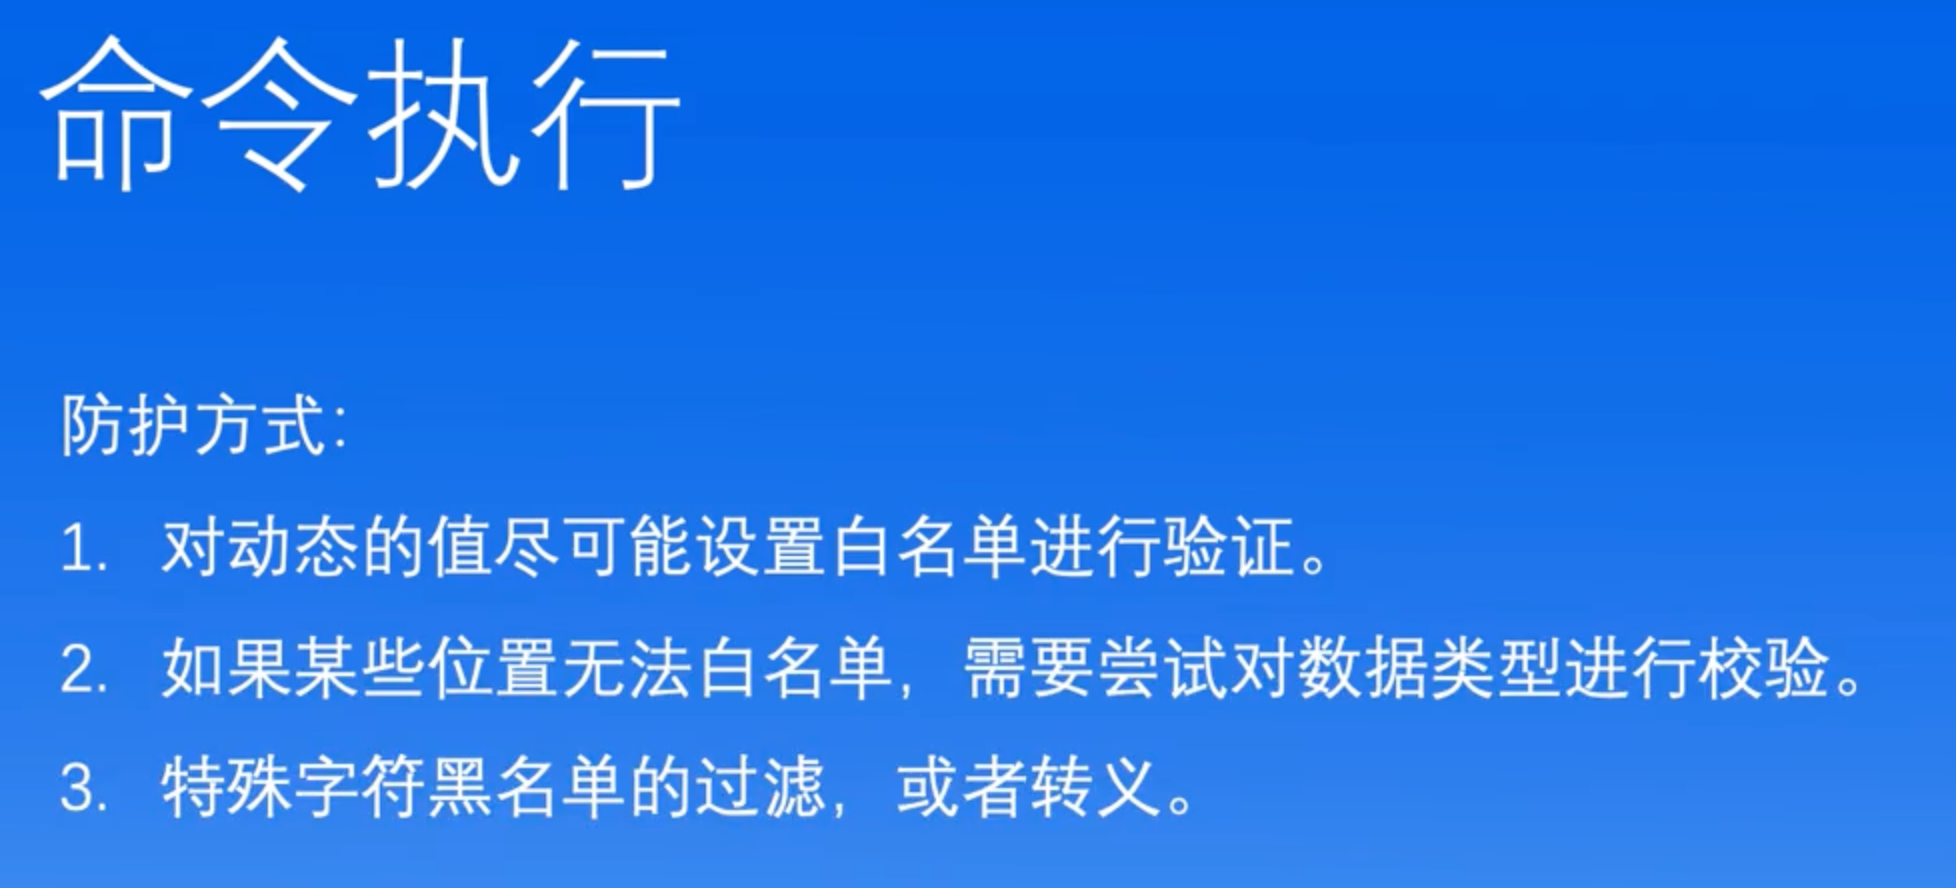 命令执行
防护方式：
1. 对动态的值尽可能设置白名单进行验证。
2. 如果某些位置无法白名单，需要尝试对数据类型进行校验。
3. 特殊字符黑名单的过滤，或者转义。